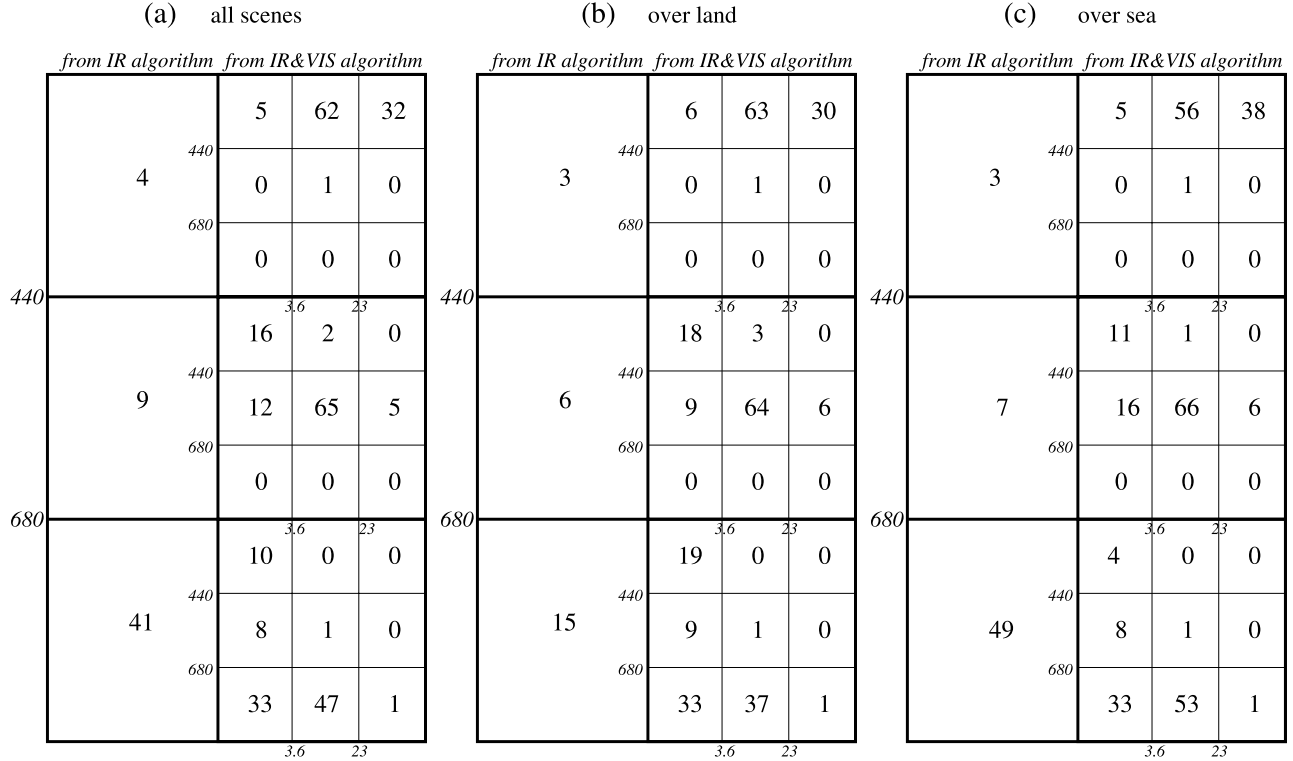 (a) all scenes (b) over land (c) over sea
from IR algorithm from IR&VIS algorithm from IR algorithm from IR&VIS algorithm from IR algorithm from IR&VIS algorithm
5 62 32 6 63 30 5 56 38
440 440 440
4 0 1 0 3 0 1 0 3 0 1 0
680 680 680
0 0 0 0 0 0 0 0 0
440 440 440
3.6 23 3.6 23 3.6 23
16 2 0 18 3 0 11 1 0
440 440 440
9 12 65 5 6 9 64 6 7 16 66 6
680 680 680
0 0 0 0 0 0 0 0 0
680 680 680
3.6 23 3.6 23 3.6 23
10 0 0 19 0 0 4 0 0
440 440 440
41 8 1 0 15 9 1 0 49 8 1 0
680 680 680
33 47 1 33 37 1 33 53 1
3.6 23 3.6 23 3.6 23